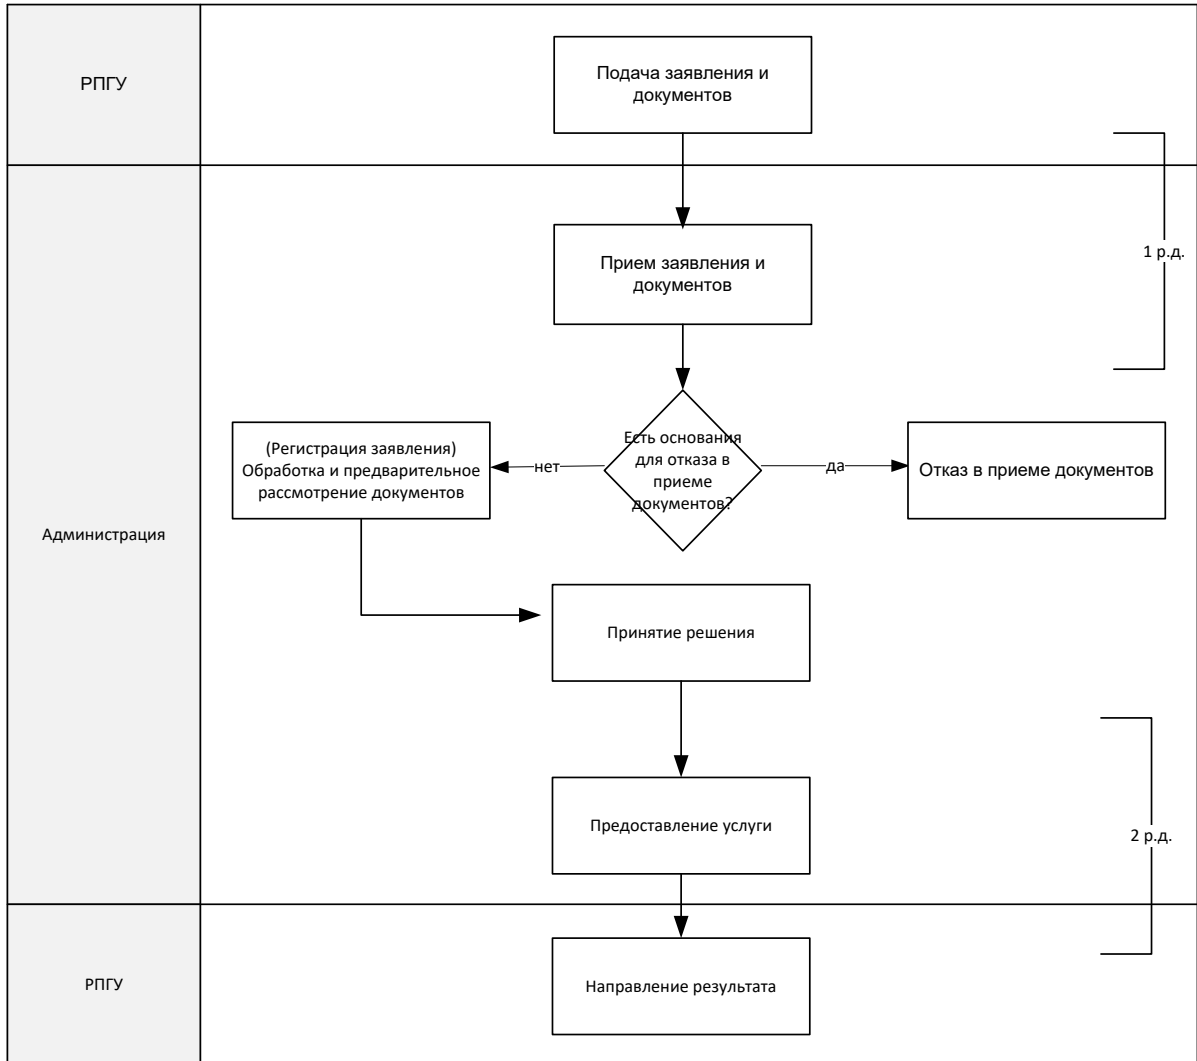 РПГУ
Подача заявления и
документов
Прием заявления и
документов
1 р.д.
Администрация
(Регистрация заявления)
Обработка и предварительное
рассмотрение документов
нет
Есть основания
для отказа в
приеме
документов?
да
Отказ в приеме документов
Принятие решения
Предоставление услуги
2 р.д.
РПГУ
Направление результата